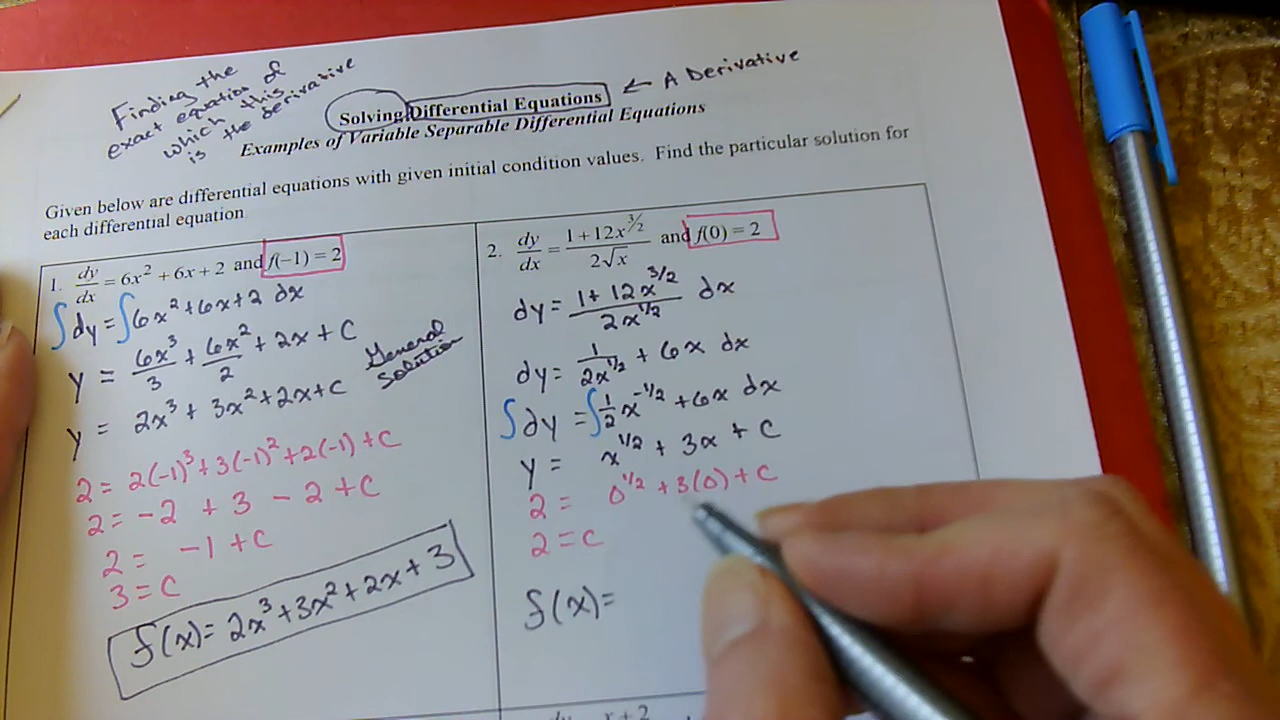 Finding the
exact equation of
which this
is the derivative
Solving Differential Equations ← A Derivative
Examples of Variable Separable Differential Equations
Given below are differential equations with given initial condition values. Find the particular solution for
each differential equation.
1. dy/dx = 6x² + 6x + 2 and f(−1) = 2
∫dy = ∫6x² + 6x + 2 dx
y = 6x³/3 + 6x²/2 + 2x + C
General
Solution
y = 2x³ + 3x² + 2x + C
2 = 2(-1)³ + 3(-1)² + 2(-1) + C
2 = -2 + 3 - 2 + C
2 = -1 + C
3 = C
f(x) = 2x³ + 3x² + 2x + 3
2. dy/dx = (1 + 12x^(3/2))/(2√x) and f(0) = 2
dy = (1 + 12x^(3/2))/(2x^(1/2)) dx
dy = 1/(2x^(1/2)) + 6x dx
∫dy = ∫1/2 x^(-1/2) + 6x dx
y = x^(1/2) + 3x + C
2 = 0^(1/2) + 3(0) + C
2 = C
f(x) =